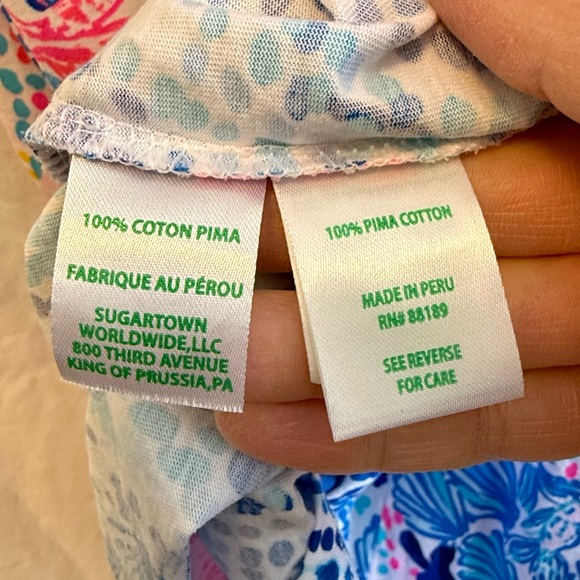 100% COTON PIMA
FABRIQUE AU PÉROU
SUGARTOWN
WORLDWIDE,LLC
800 THIRD AVENUE
KING OF PRUSSIA,PA
100% PIMA COTTON
MADE IN PERU
RN# 88189
SEE REVERSE
FOR CARE